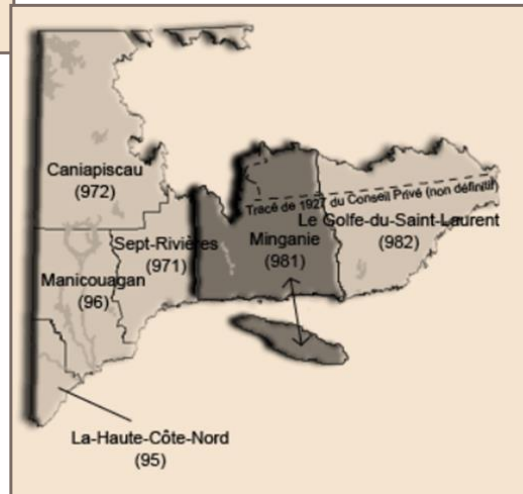 Caniapiscau
(972)
Tracé de 1927 du Conseil Privé (non définitif)
Le Golfe-du-Saint-Laurent
(982)
Sept-Rivières
(971)
Minganie
(981)
Manicouagan
(96)
La-Haute-Côte-Nord
(95)